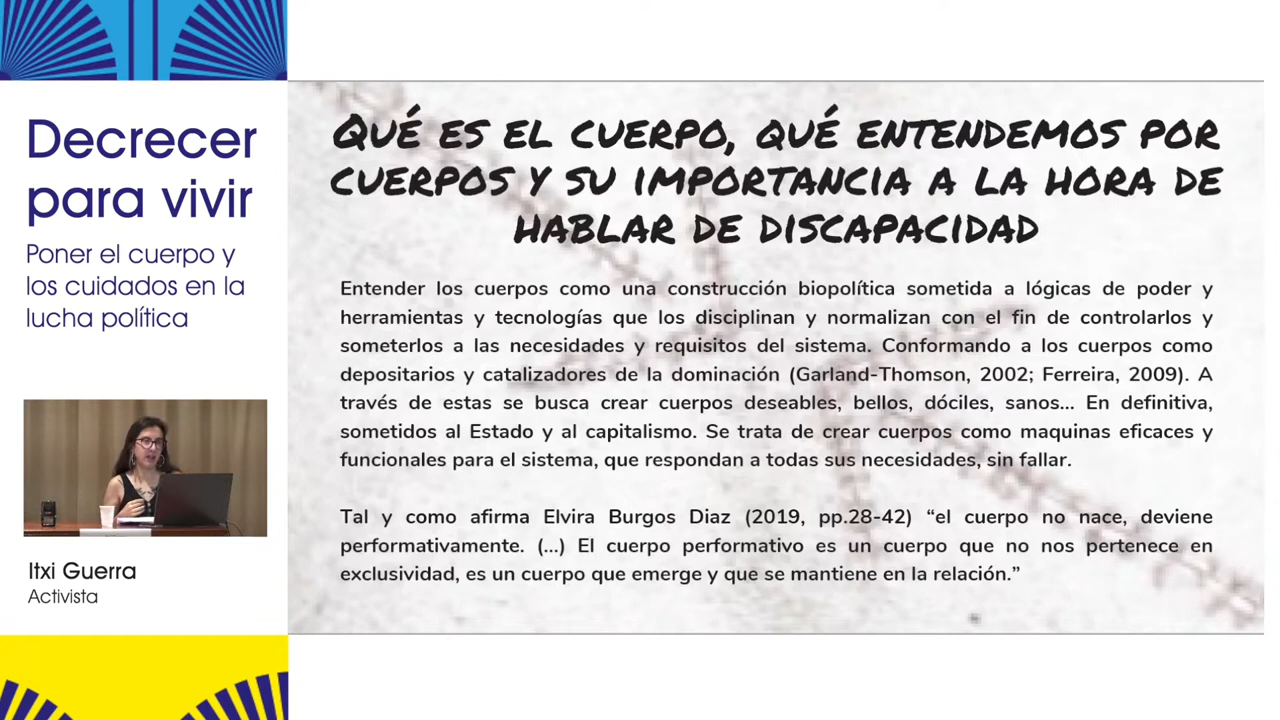 Decrecer
para vivir
Poner el cuerpo y
los cuidados en la
lucha política
Itxi Guerra
Activista
QUÉ ES EL CUERPO, QUÉ ENTENDEMOS POR
CUERPOS Y SU IMPORTANCIA A LA HORA DE
HABLAR DE DISCAPACIDAD
Entender los cuerpos como una construcción biopolítica sometida a lógicas de poder y
herramientas y tecnologías que los disciplinan y normalizan con el fin de controlarlos y
someterlos a las necesidades y requisitos del sistema. Conformando a los cuerpos como
depositarios y catalizadores de la dominación (Garland-Thomson, 2002; Ferreira, 2009). A
través de estas se busca crear cuerpos deseables, bellos, dóciles, sanos... En definitiva,
sometidos al Estado y al capitalismo. Se trata de crear cuerpos como maquinas eficaces y
funcionales para el sistema, que respondan a todas sus necesidades, sin fallar.
Tal y como afirma Elvira Burgos Diaz (2019, pp.28-42) “el cuerpo no nace, deviene
performativamente. (...) El cuerpo performativo es un cuerpo que no nos pertenece en
exclusividad, es un cuerpo que emerge y que se mantiene en la relación.”